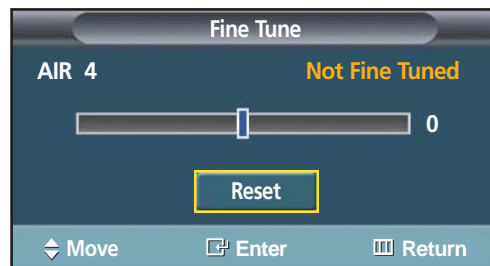 Fine Tune
AIR 4 Not Fine Tuned
0
Reset
Move Enter Return